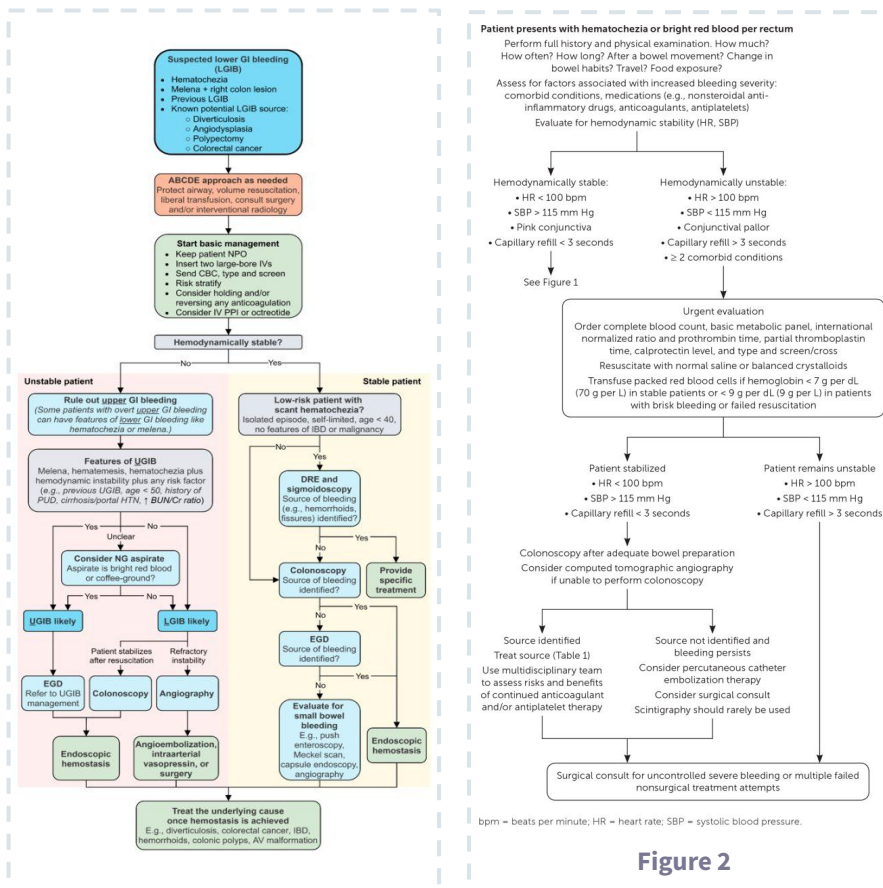 Suspected lower GI bleeding
(LGIB)
• Hematochezia
• Melena + right colon lesion
• Previous LGIB
• Known potential LGIB source:
○ Diverticulosis
○ Angiodysplasia
○ Polypectomy
○ Colorectal cancer
ABCDE approach as needed
Protect airway, volume resuscitation,
liberal transfusion, consult surgery
and/or interventional radiology
Start basic management
• Keep patient NPO
• Insert two large-bore IVs
• Send CBC, type and screen
• Risk stratify
• Consider holding and/or
reversing any anticoagulation
• Consider IV PPI or octreotide
Hemodynamically stable?
No
Yes
Unstable patient
Stable patient
Rule out upper GI bleeding
(Some patients with overt upper GI bleeding
can have features of lower GI bleeding like
hematochezia or melena.)
Features of UGIB
Melena, hematemesis, hematochezia plus
hemodynamic instability plus any risk factor
(e.g., previous UGIB, age < 50, history of
PUD, cirrhosis/portal HTN, ↑ BUN/Cr ratio)
Yes
No
Unclear
Consider NG aspirate
Aspirate is bright red blood
or coffee-ground?
Yes
No
UGIB likely
LGIB likely
Patient stabilizes
after resuscitation
Refractory
instability
EGD
Refer to UGIB
management
Colonoscopy
Angiography
Endoscopic
hemostasis
Angioembolization,
intraarterial
vasopressin, or
surgery
Low-risk patient with
scant hematochezia?
Isolated episode, self-limited, age < 40,
no features of IBD or malignancy
No
Yes
DRE and
sigmoidoscopy
Source of bleeding
(e.g., hemorrhoids,
fissures) identified?
No
Yes
Colonoscopy
Source of bleeding
identified?
Provide
specific
treatment
Yes
No
EGD
Source of bleeding
identified?
Yes
No
Evaluate for
small bowel
bleeding
E.g., push
enteroscopy,
Meckel scan,
capsule endoscopy,
angiography
Endoscopic
hemostasis
Treat the underlying cause
once hemostasis is achieved
E.g., diverticulosis, colorectal cancer, IBD,
hemorrhoids, colonic polyps, AV malformation
Patient presents with hematochezia or bright red blood per rectum
Perform full history and physical examination. How much?
How often? How long? After a bowel movement? Change in
bowel habits? Travel? Food exposure?
Assess for factors associated with increased bleeding severity:
comorbid conditions, medications (e.g., nonsteroidal anti-
inflammatory drugs, anticoagulants, antiplatelets)
Evaluate for hemodynamic stability (HR, SBP)
Hemodynamically stable:
• HR < 100 bpm
• SBP > 115 mm Hg
• Pink conjunctiva
• Capillary refill < 3 seconds
See Figure 1
Hemodynamically unstable:
• HR > 100 bpm
• SBP < 115 mm Hg
• Conjunctival pallor
• Capillary refill > 3 seconds
• ≥ 2 comorbid conditions
Urgent evaluation
Order complete blood count, basic metabolic panel, international
normalized ratio and prothrombin time, partial thromboplastin
time, calprotectin level, and type and screen/cross
Resuscitate with normal saline or balanced crystalloids
Transfuse packed red blood cells if hemoglobin < 7 g per dL
(70 g per L) in stable patients or < 9 g per dL (9 g per L) in patients
with brisk bleeding or failed resuscitation
Patient stabilized
• HR < 100 bpm
• SBP > 115 mm Hg
• Capillary refill < 3 seconds
Patient remains unstable
• HR > 100 bpm
• SBP < 115 mm Hg
• Capillary refill > 3 seconds
Colonoscopy after adequate bowel preparation
Consider computed tomographic angiography
if unable to perform colonoscopy
Source identified
Treat source (Table 1)
Use multidisciplinary team
to assess risks and benefits
of continued anticoagulant
and/or antiplatelet therapy
Source not identified and
bleeding persists
Consider percutaneous catheter
embolization therapy
Consider surgical consult
Scintigraphy should rarely be used
Surgical consult for uncontrolled severe bleeding or multiple failed
nonsurgical treatment attempts
bpm = beats per minute; HR = heart rate; SBP = systolic blood pressure.
Figure 2